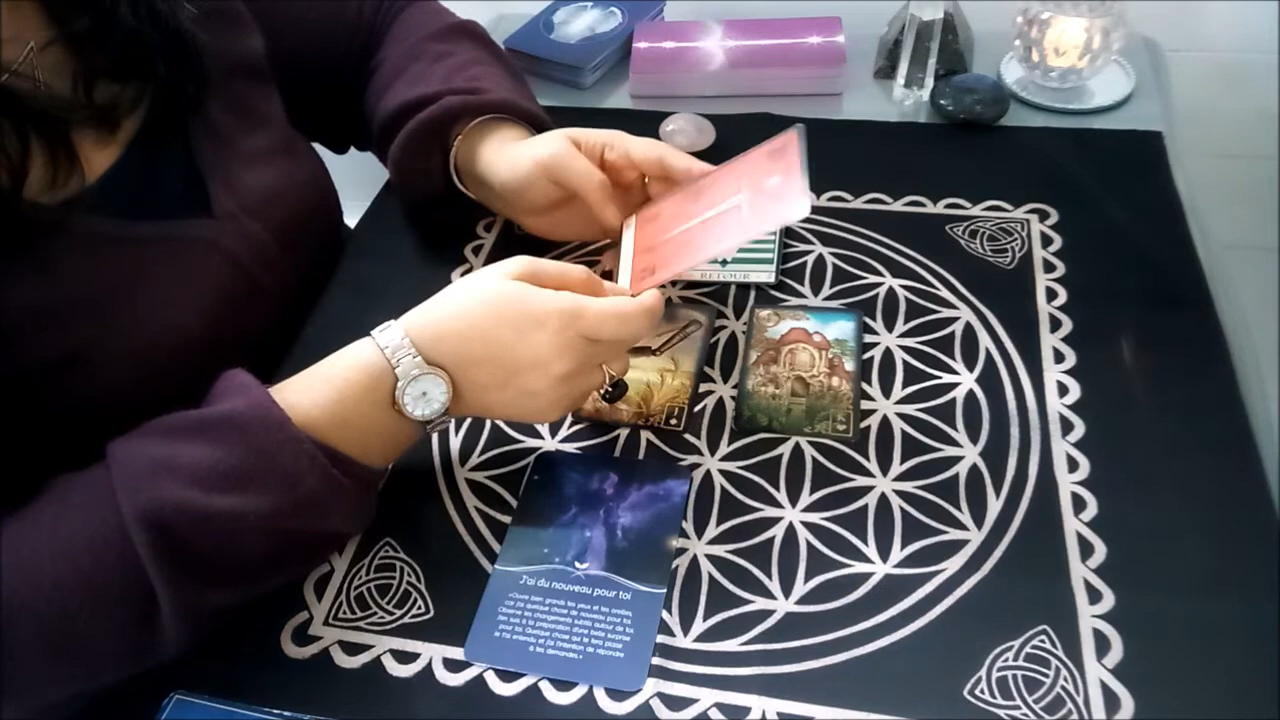 RETOUR
J'ai du nouveau pour toi
«Ouvre bien grands tes yeux et tes oreilles,
car j'ai quelque chose de nouveau pour toi.
Observe les changements subtils autour de toi.
J'en suis à la préparation d'une belle surprise
pour toi. Quelque chose qui te fera plaisir.
Je t'ai entendu et j'ai l'intention de répondre
à tes demandes.»